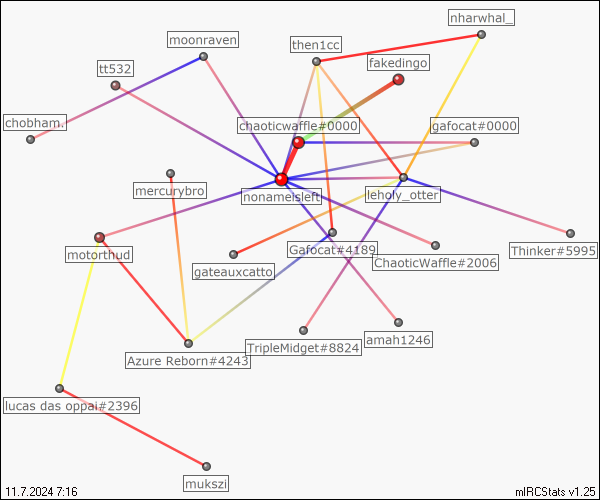 nharwhal_
moonraven
then1cc
fakedingo
tt532
chobham.
chaoticwaffle#0000
gafocat#0000
mercurybro
nonameisleft
leholy_otter
motorthud
Gafocat#4189
Thinker#5995
gateauxcatto
ChaoticWaffle#2006
amah1246
TripleMidget#8824
Azure Reborn#4243
lucas das oppai#2396
mukszi
11.7.2024 7:16
mIRCStats v1.25